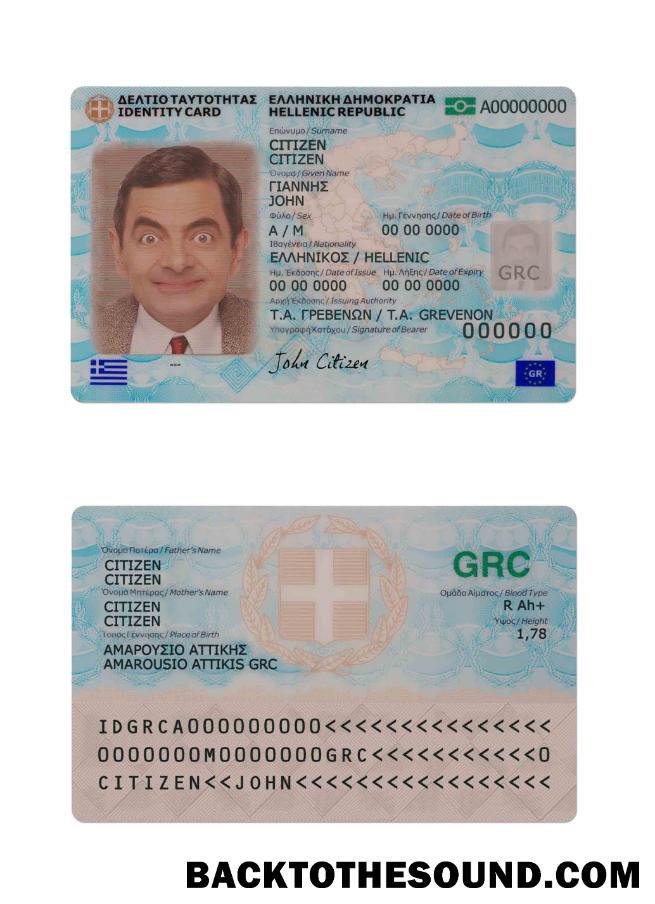 ΔΕΛΤΙΟ ΤΑΥΤΟΤΗΤΑΣ
IDENTITY CARD
ΕΛΛΗΝΙΚΗ ΔΗΜΟΚΡΑΤΙΑ
HELLENIC REPUBLIC
A00000000
Επώνυμο / Surname
CITIZEN
CITIZEN
Όνομα / Given Name
ΓΙΑΝΝΗΣ
JOHN
Φύλο / Sex Ημ. Γέννησης / Date of Birth
A / M 00 00 0000
Ιθαγένεια / Nationality
ΕΛΛΗΝΙΚΟΣ / HELLENIC
GRC
Ημ. Έκδοσης / Date of Issue Ημ. Λήξης / Date of Expiry
00 00 0000 00 00 0000
Αρχή Έκδοσης / Issuing Authority
Τ.Α. ΓΡΕΒΕΝΩΝ / T.A. GREVENON
Υπογραφή Κατόχου / Signature of Bearer
000000
John Citizen
GR
Όνομα Πατέρα / Father's Name
CITIZEN
CITIZEN
Όνομα Μητέρας / Mother's Name
CITIZEN
CITIZEN
Τόπος Γέννησης / Place of Birth
ΑΜΑΡΟΥΣΙΟ ΑΤΤΙΚΗΣ
AMAROUSIO ATTIKIS GRC
GRC
Ομάδα Αίματος / Blood Type
R Ah+
Ύψος / Height
1,78
IDGRCA000000000<<<<<<<<<<<<<<<
0000000M0000000GRC<<<<<<<<<<<0
CITIZEN<<JOHN<<<<<<<<<<<<<<<<<
BACKTOTHESOUND.COM